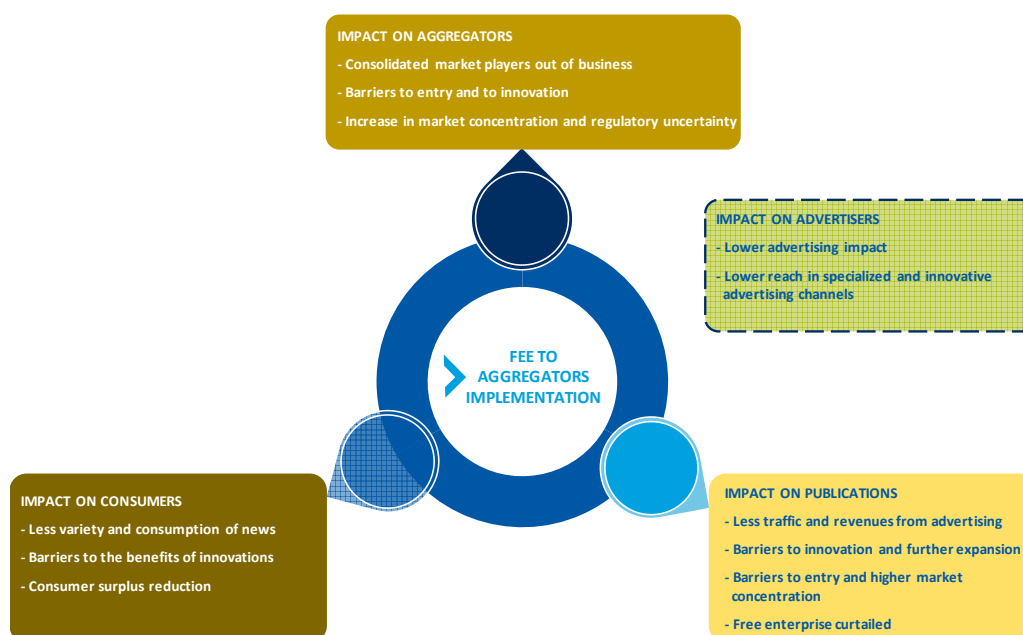 IMPACT ON AGGREGATORS
- Consolidated market players out of business
- Barriers to entry and to innovation
- Increase in market concentration and regulatory uncertainty
IMPACT ON ADVERTISERS
- Lower advertising impact
- Lower reach in specialized and innovative
advertising channels
FEE TO
AGGREGATORS
IMPLEMENTATION
IMPACT ON CONSUMERS
- Less variety and consumption of news
- Barriers to the benefits of innovations
- Consumer surplus reduction
IMPACT ON PUBLICATIONS
- Less traffic and revenues from advertising
- Barriers to innovation and further expansion
- Barriers to entry and higher market
concentration
- Free enterprise curtailed